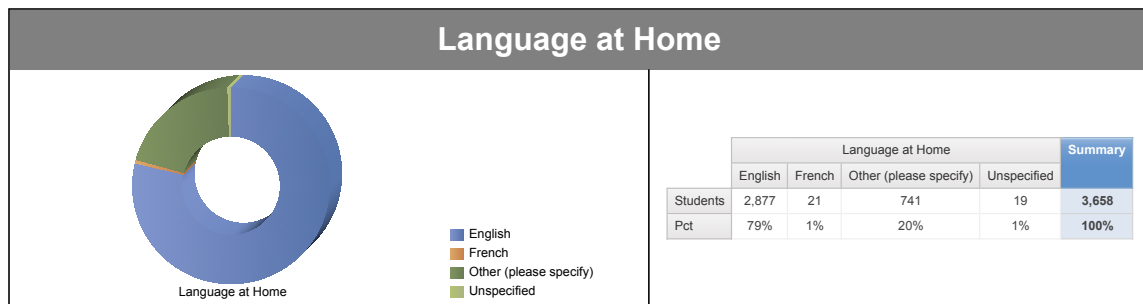 Language at Home
English
French
Other (please specify)
Unspecified
Language at Home
Language at Home Summary
English French Other (please specify) Unspecified
Students 2,877 21 741 19 3,658
Pct 79% 1% 20% 1% 100%